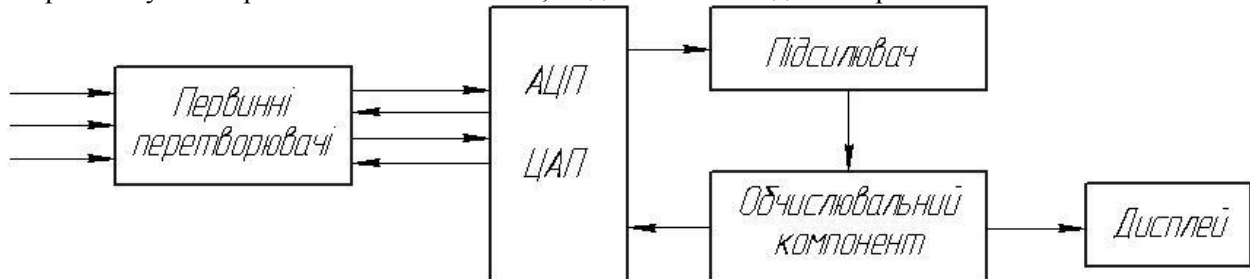 Первинні
перетворювачі
АЦП
ЦАП
Підсилювач
Обчислювальний
компонент
Дисплей